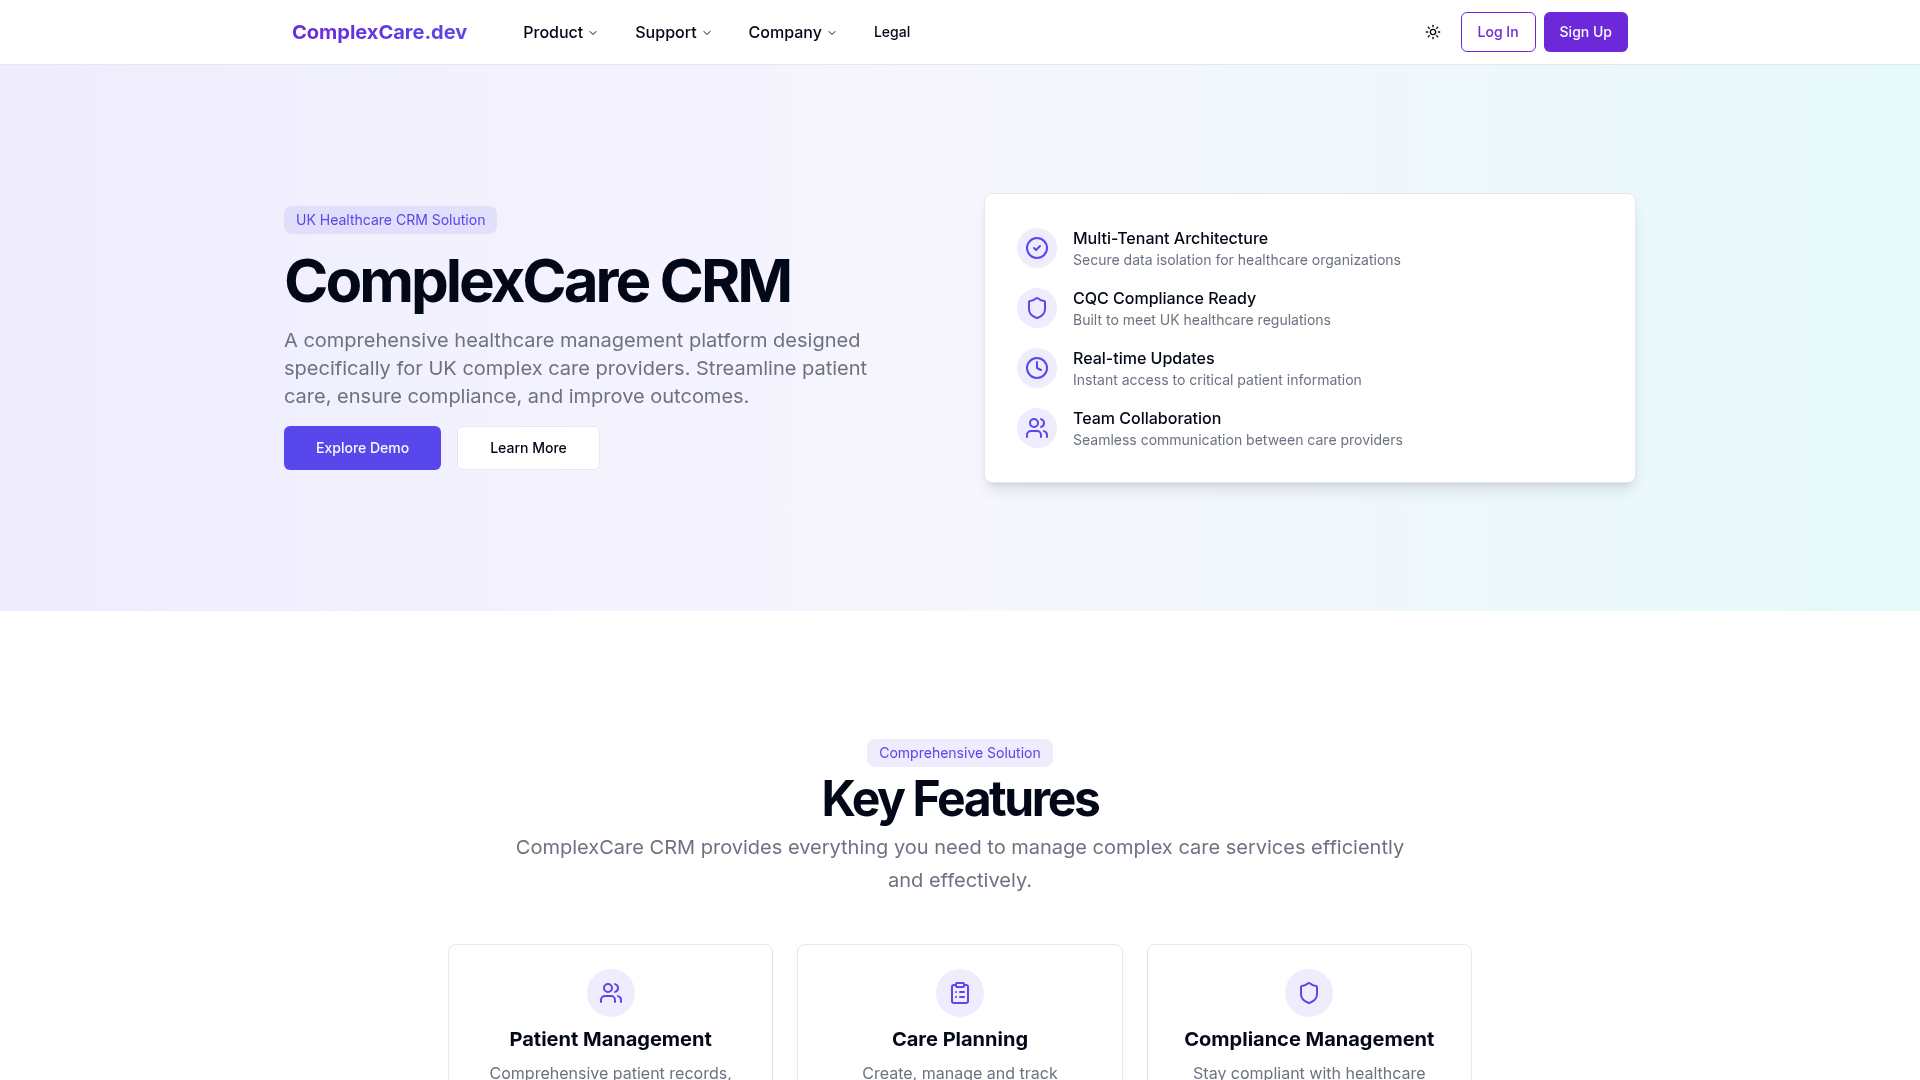 ComplexCare.dev
Product
Support
Company
Legal
Log In
Sign Up
UK Healthcare CRM Solution
ComplexCare CRM
A comprehensive healthcare management platform designed
specifically for UK complex care providers. Streamline patient
care, ensure compliance, and improve outcomes.
Explore Demo
Learn More
Multi-Tenant Architecture
Secure data isolation for healthcare organizations
CQC Compliance Ready
Built to meet UK healthcare regulations
Real-time Updates
Instant access to critical patient information
Team Collaboration
Seamless communication between care providers
Comprehensive Solution
Key Features
ComplexCare CRM provides everything you need to manage complex care services efficiently
and effectively.
Patient Management
Comprehensive patient records,
Care Planning
Create, manage and track
Compliance Management
Stay compliant with healthcare